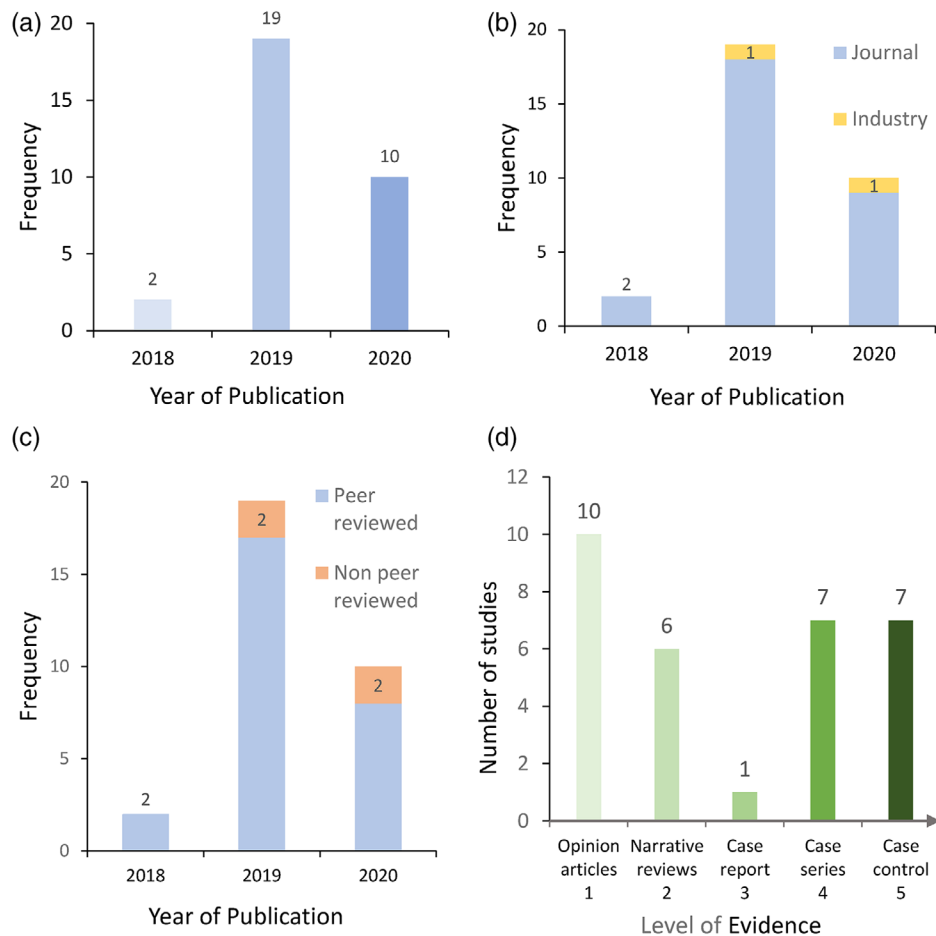 (a)
20
15
10
5
0
Frequency
2
19
10
2018 2019 2020
Year of Publication
(b)
20
15
10
5
0
Frequency
2
1
1
Journal
Industry
2018 2019 2020
Year of Publication
(c)
20
15
10
5
0
Frequency
2
2
2
Peer
reviewed
Non peer
reviewed
2018 2019 2020
Year of Publication
(d)
12
10
8
6
4
2
0
Number of studies
10
6
1
7
7
Opinion Narrative Case Case Case
articles reviews report series control
1 2 3 4 5
Level of Evidence